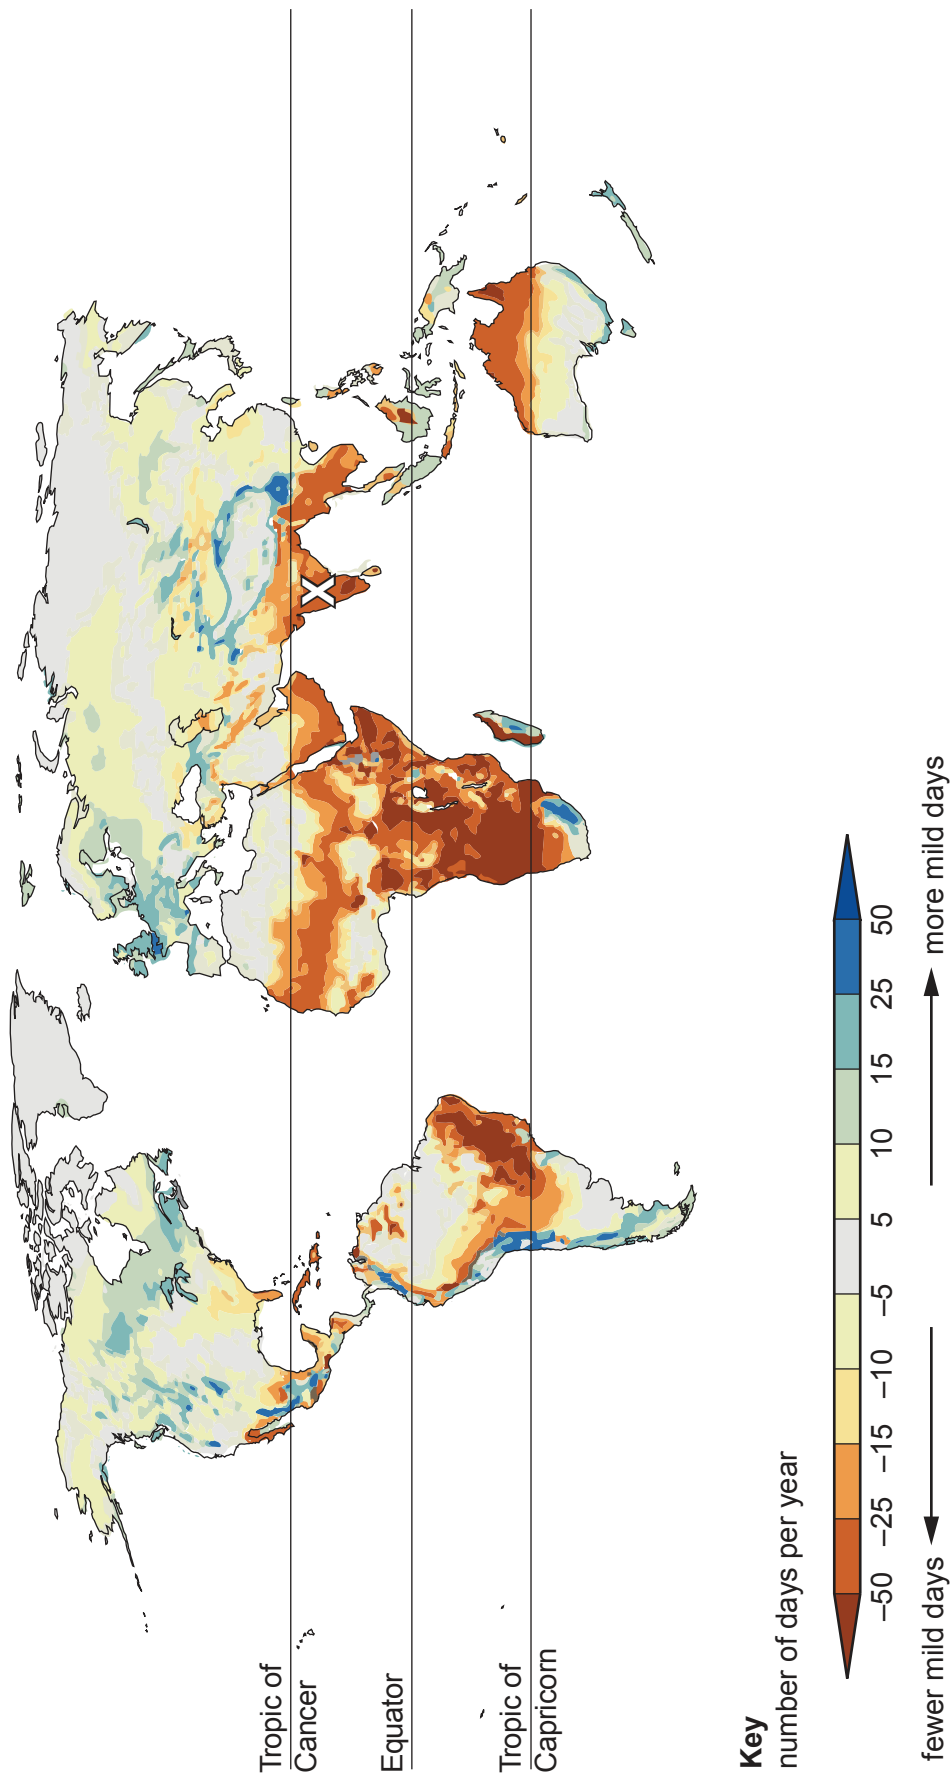 Tropic of
Cancer
Equator
Tropic of
Capricorn
X
Key
number of days per year
–50 –25 –15 –10 –5 5 10 15 25 50
fewer mild days more mild days